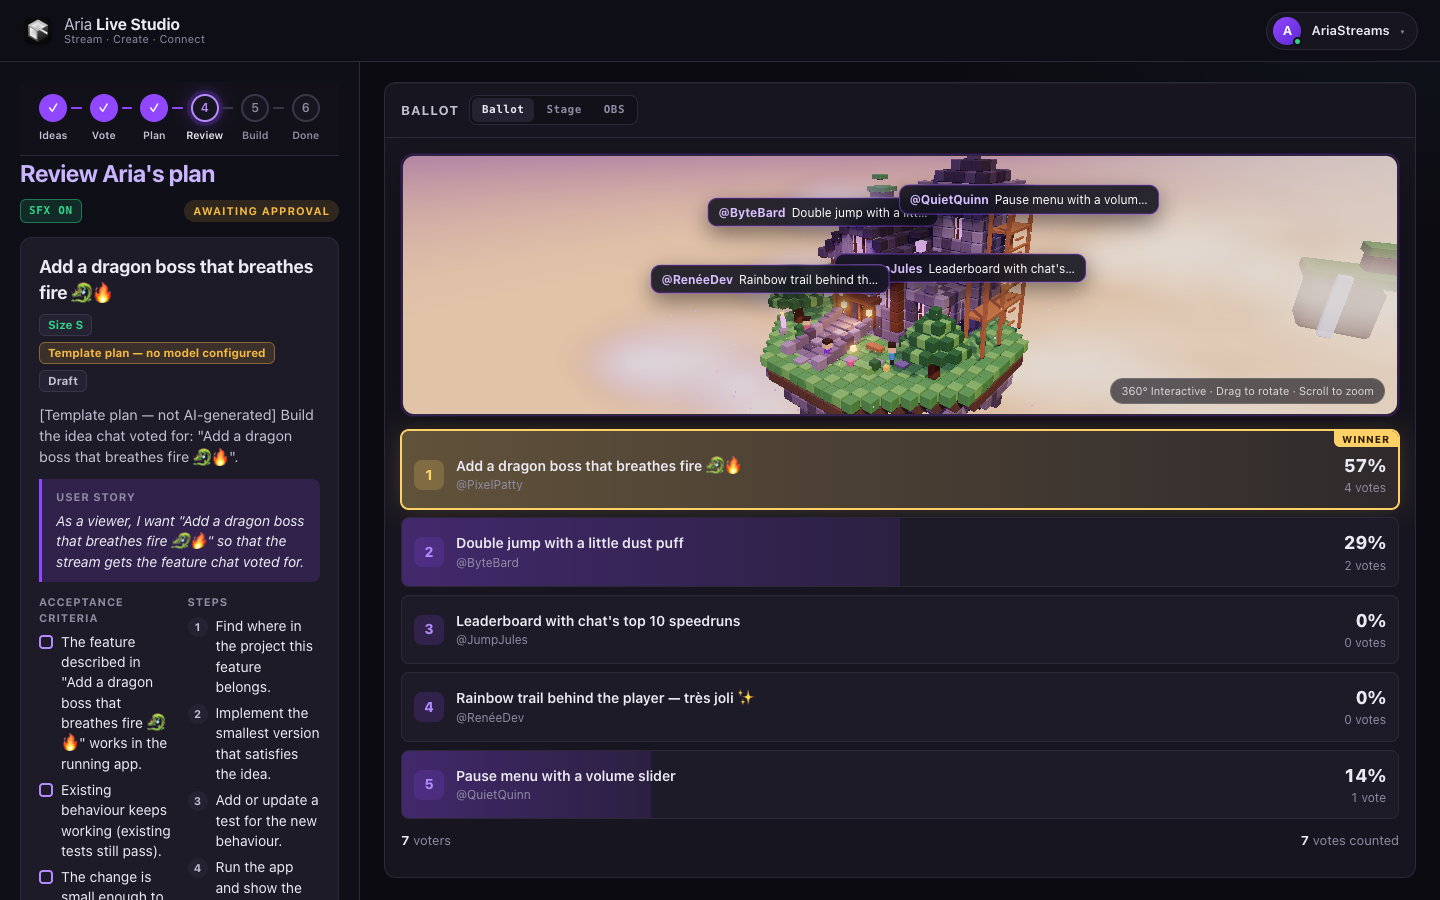 Aria Live Studio
Stream · Create · Connect
A
AriaStreams
Ideas
Vote
Plan
4
Review
5
Build
6
Done
Review Aria's plan
SFX ON
AWAITING APPROVAL
Add a dragon boss that breathes
fire 🐉🔥
Size S
Template plan — no model configured
Draft
[Template plan — not AI-generated] Build
the idea chat voted for: "Add a dragon
boss that breathes fire 🐉🔥".
USER STORY
As a viewer, I want "Add a dragon boss
that breathes fire 🐉🔥" so that the
stream gets the feature chat voted for.
ACCEPTANCE
CRITERIA
The feature
described in
"Add a dragon
boss that
breathes fire 🐉
🔥" works in the
running app.
Existing
behaviour keeps
working (existing
tests still pass).
The change is
small enough to
STEPS
1 Find where in
the project this
feature
belongs.
2 Implement the
smallest version
that satisfies
the idea.
3 Add or update a
test for the new
behaviour.
4 Run the app
and show the
BALLOT
Ballot
Stage
OBS
@ByteBard Double jump with a
@QuietQuinn Pause menu with a volum...
Jules Leaderboard with chat's...
@RenéeDev Rainbow trail behind th...
360° Interactive · Drag to rotate · Scroll to zoom
WINNER
1
Add a dragon boss that breathes fire 🐉🔥
@PixelPatty
57%
4 votes
2
Double jump with a little dust puff
@ByteBard
29%
2 votes
3
Leaderboard with chat's top 10 speedruns
@JumpJules
0%
0 votes
4
Rainbow trail behind the player — très joli ✨
@RenéeDev
0%
0 votes
5
Pause menu with a volume slider
@QuietQuinn
14%
1 vote
7 voters
7 votes counted